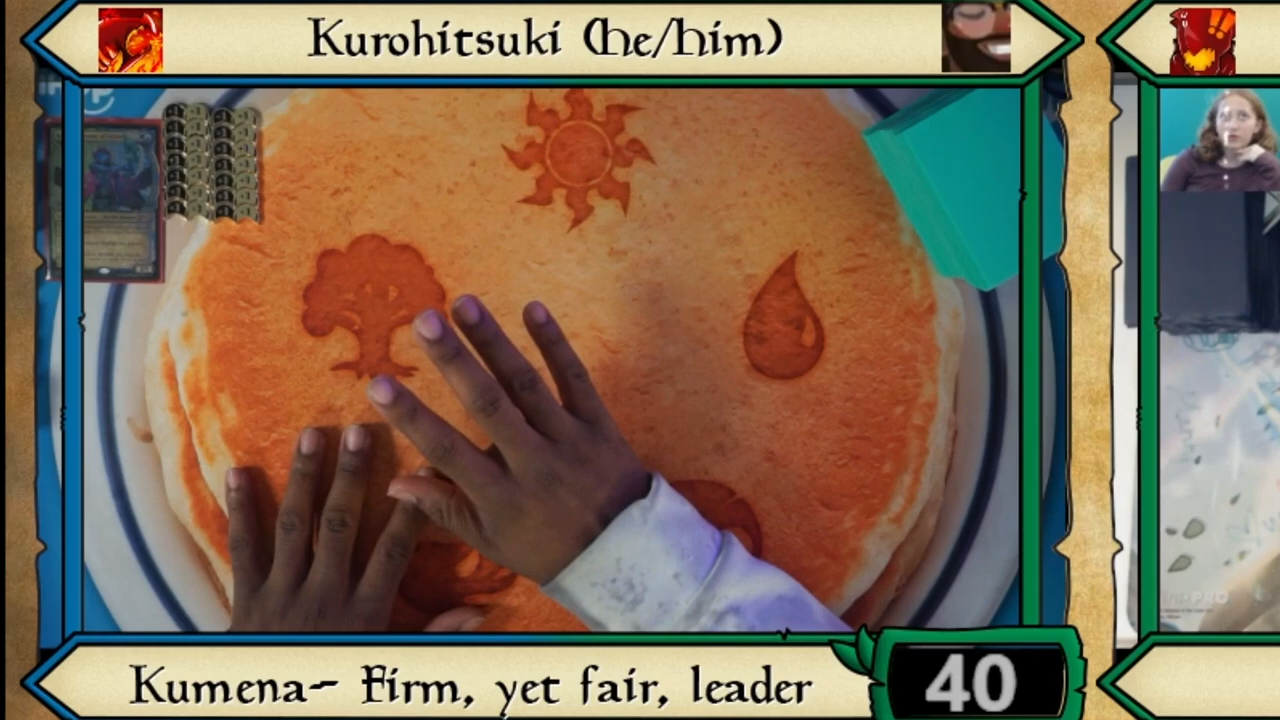 Kurohitsuki (he/him)
Kumena-- Firm, yet fair, leader
40